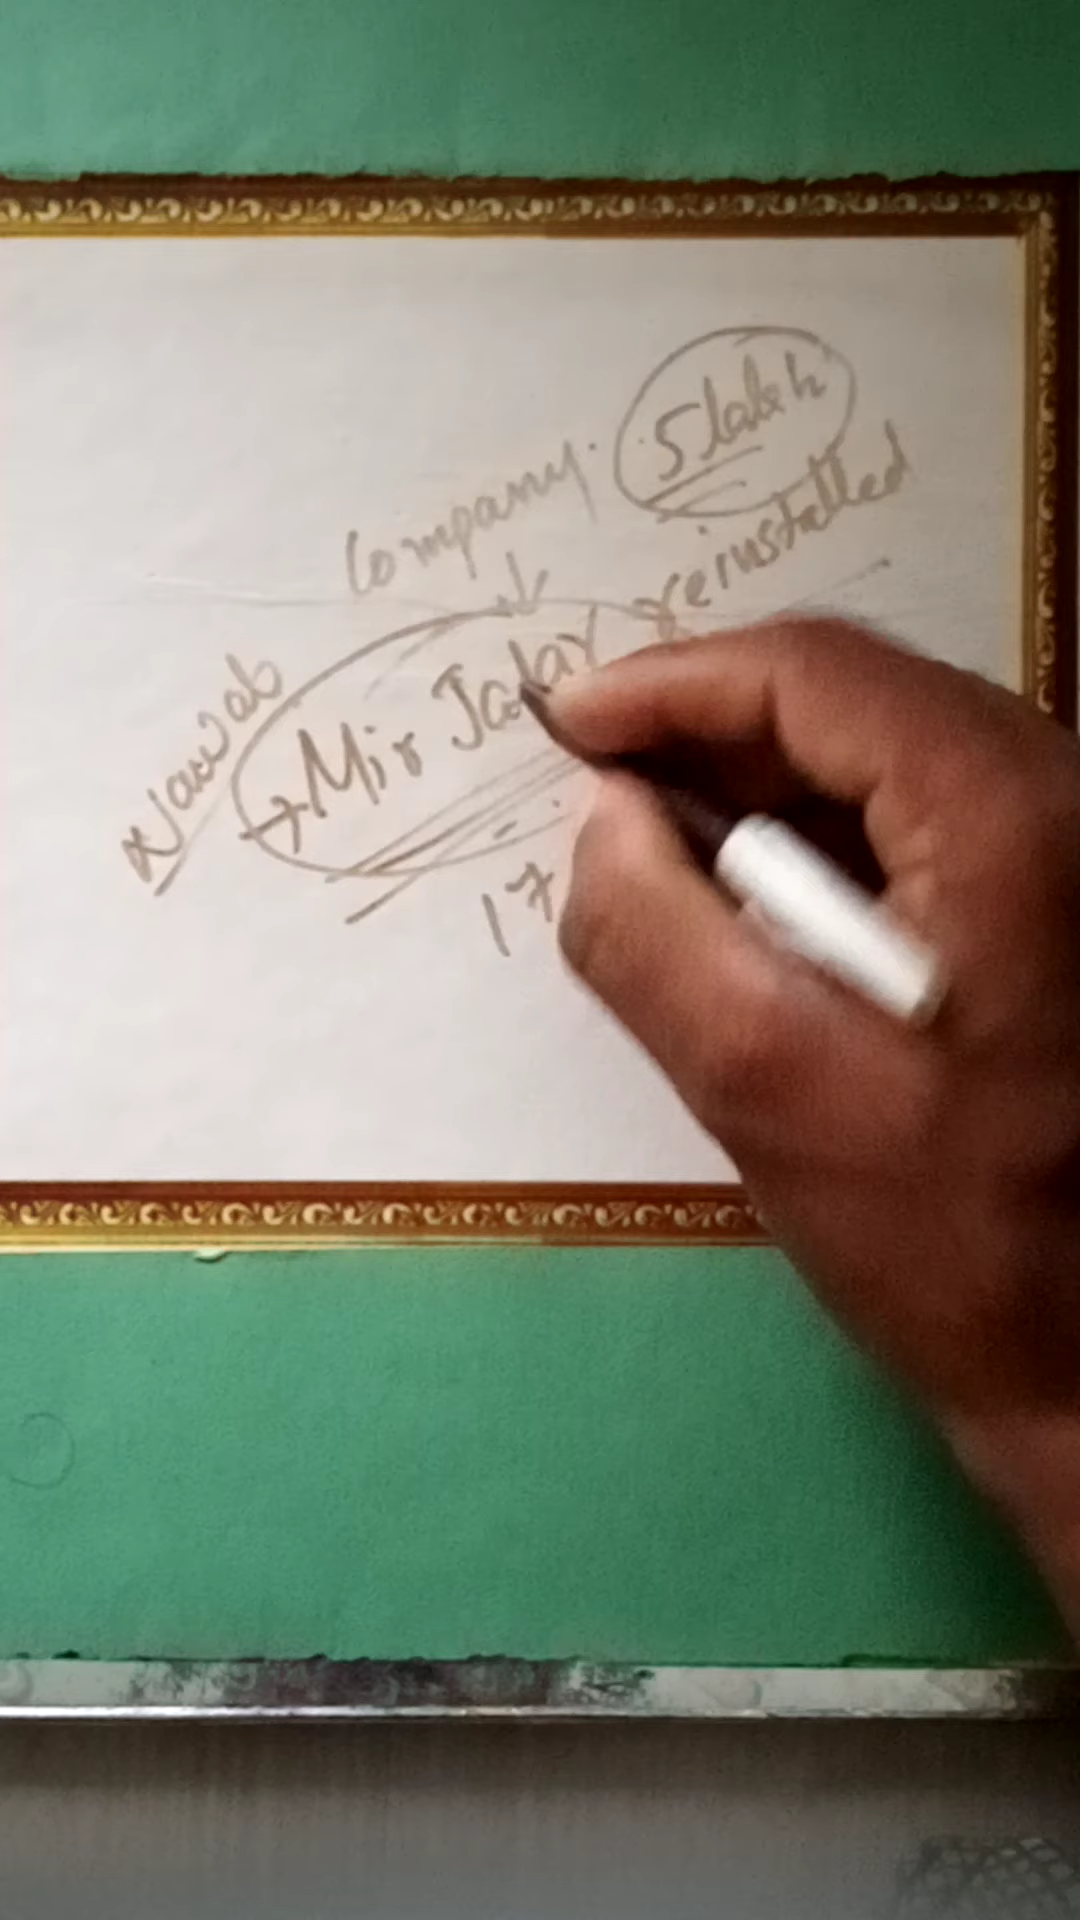 5 lakh
Company.
reinstalled
Nawab
→ Mir Jafar
17